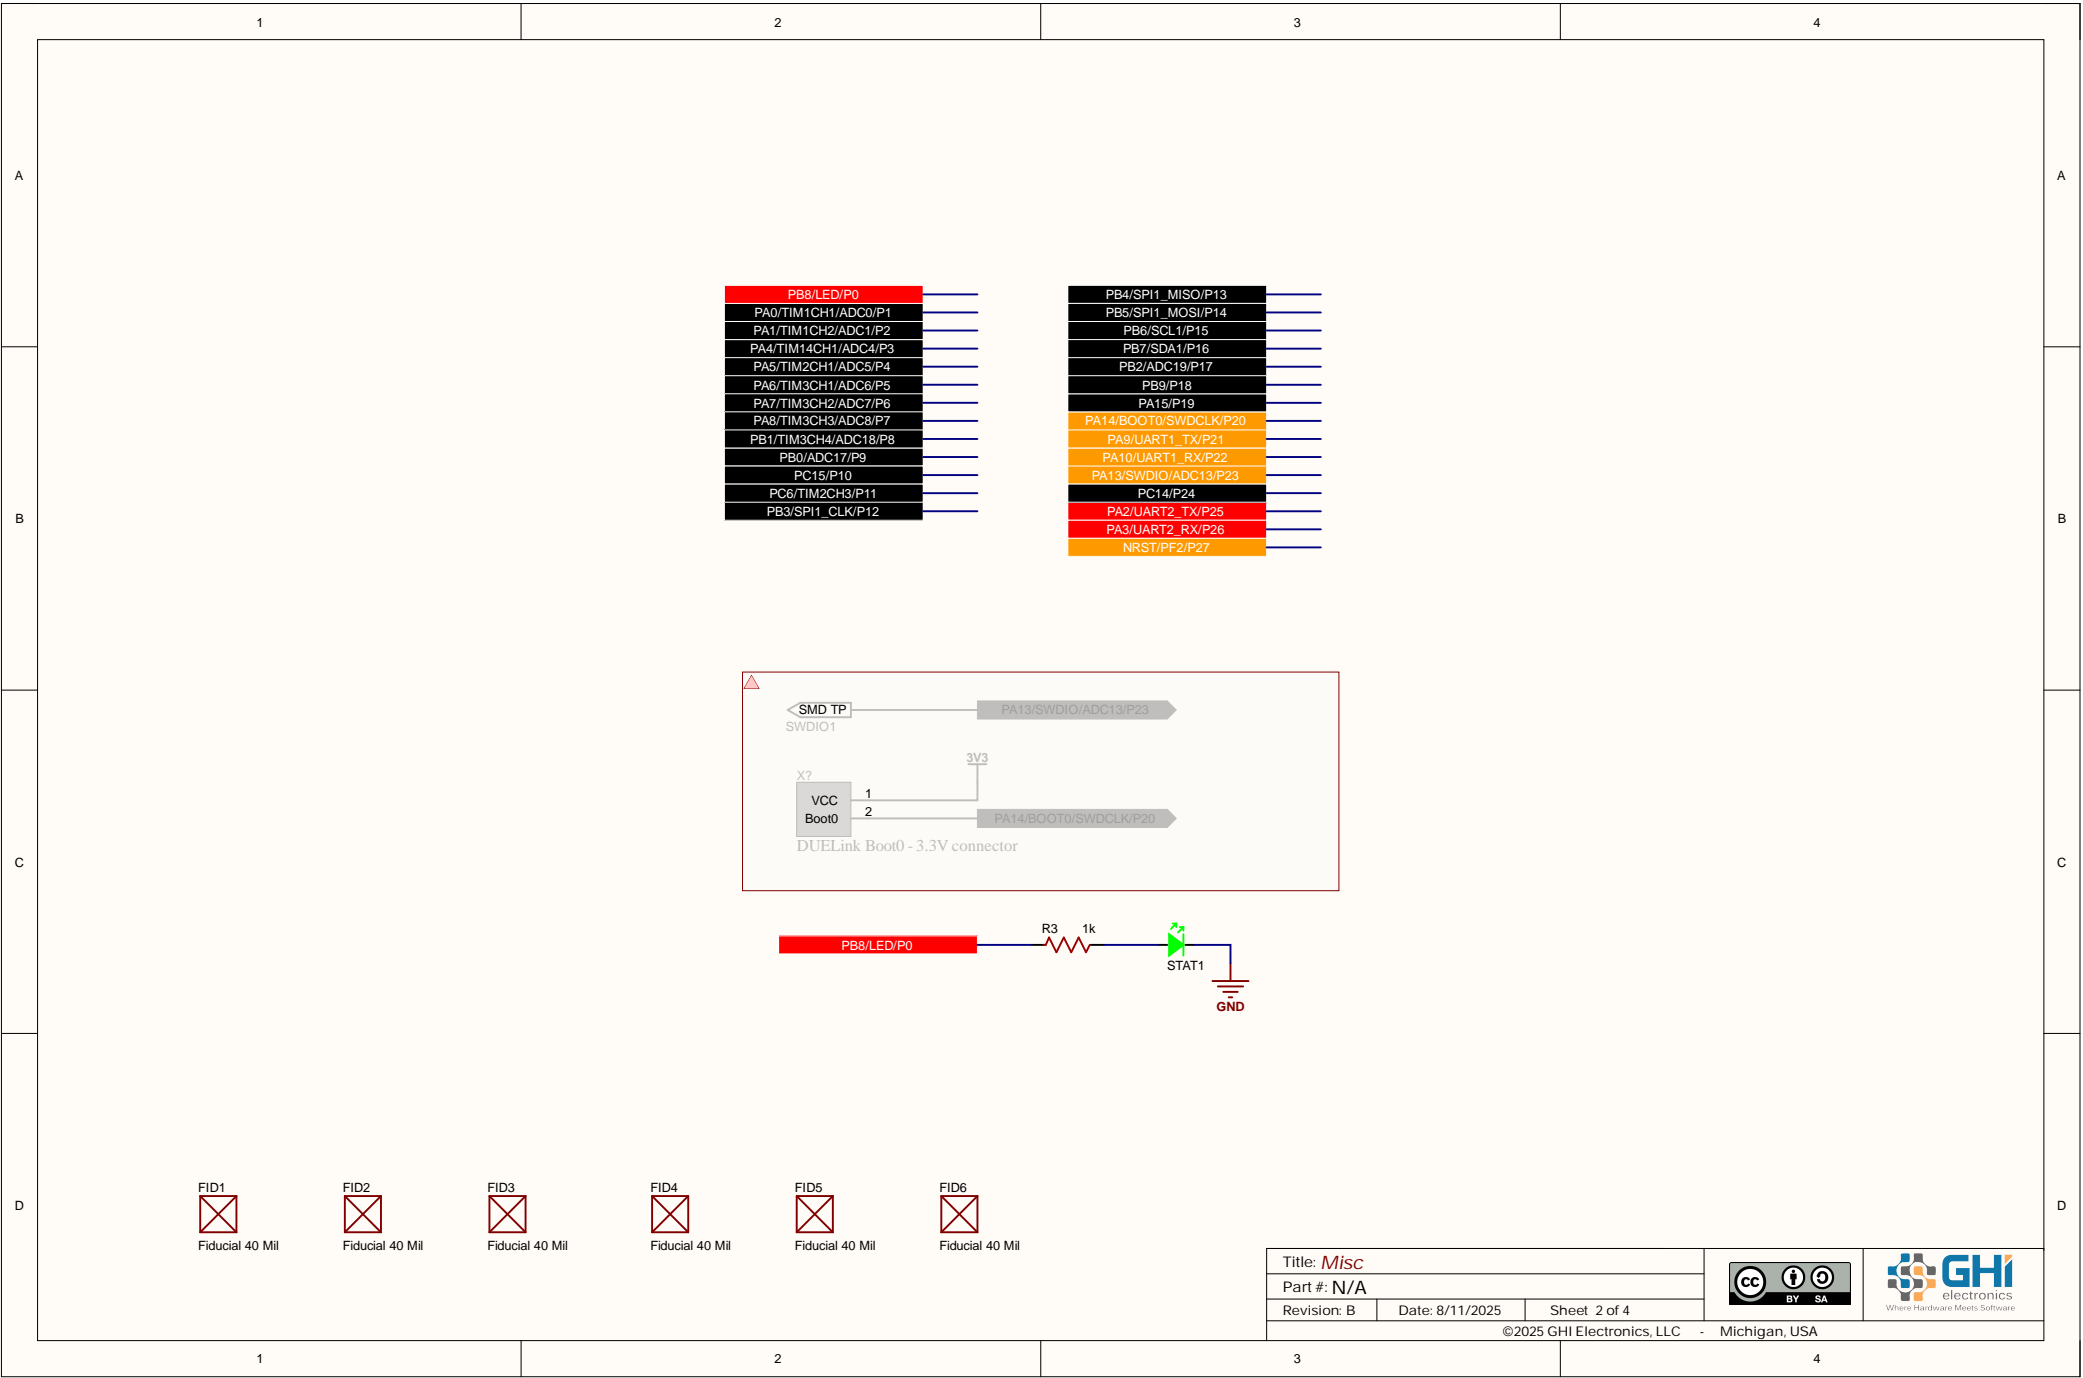 1 2 3 4
A A
PB8/LED/P0
PA0/TIM1CH1/ADC0/P1
PA1/TIM1CH2/ADC1/P2
PA4/TIM14CH1/ADC4/P3
PA5/TIM2CH1/ADC5/P4
PA6/TIM3CH1/ADC6/P5
PA7/TIM3CH2/ADC7/P6
PA8/TIM3CH3/ADC8/P7
PB1/TIM3CH4/ADC18/P8
PB0/ADC17/P9
PC15/P10
PC6/TIM2CH3/P11
PB3/SPI1_CLK/P12
PB4/SPI1_MISO/P13
PB5/SPI1_MOSI/P14
PB6/SCL1/P15
PB7/SDA1/P16
PB2/ADC19/P17
PB9/P18
PA15/P19
PA14/BOOT0/SWDCLK/P20
PA9/UART1_TX/P21
PA10/UART1_RX/P22
PA13/SWDIO/ADC13/P23
PC14/P24
PA2/UART2_TX/P25
PA3/UART2_RX/P26
NRST/PF2/P27
B B
SMD TP PA13/SWDIO/ADC13/P23
SWDIO1
3V3
X?
VCC 1
Boot0 2 PA14/BOOT0/SWDCLK/P20
DUELink Boot0 - 3.3V connector
C C
R3 1k
PB8/LED/P0
STAT1
GND
FID1 FID2 FID3 FID4 FID5 FID6
D D
Fiducial 40 Mil Fiducial 40 Mil Fiducial 40 Mil Fiducial 40 Mil Fiducial 40 Mil Fiducial 40 Mil
Title: Misc
Part #: N/A
Revision: B Date: 8/11/2025 Sheet 2 of 4
cc BY SA
GHi
electronics
Where Hardware Meets Software
©2025 GHI Electronics, LLC - Michigan, USA
1 2 3 4